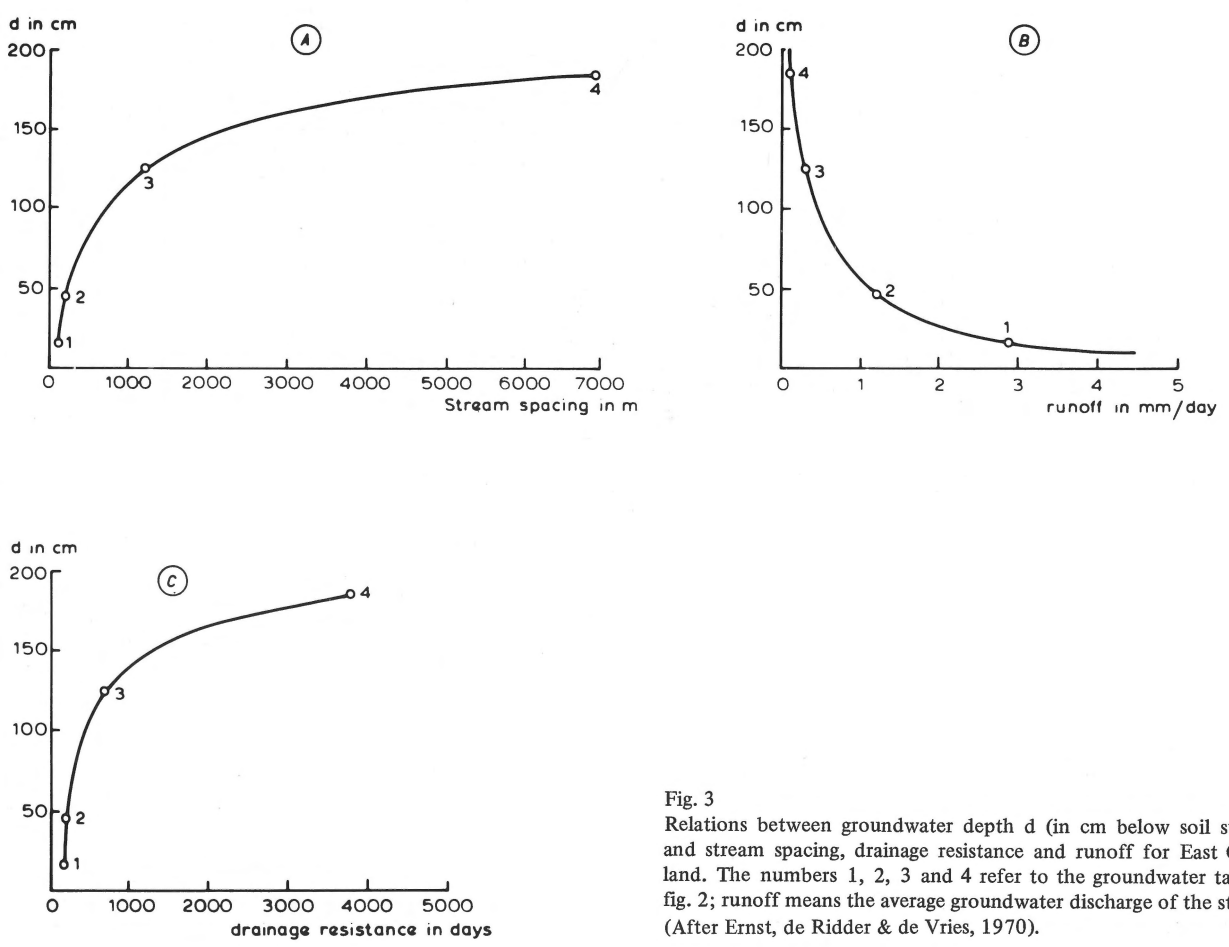 d in cm
A
200
150
100
50
1
2
3
4
0 1000 2000 3000 4000 5000 6000 7000
Stream spacing in m
d in cm
B
200
150
100
50
4
3
2
1
0 1 2 3 4 5
runoff in mm/day
d in cm
C
200
150
100
50
4
3
2
1
0 1000 2000 3000 4000 5000
drainage resistance in days
Fig. 3
Relations between groundwater depth d (in cm below soil
and stream spacing, drainage resistance and runoff for East
land. The numbers 1, 2, 3 and 4 refer to the groundwater
fig. 2; runoff means the average groundwater discharge of the
(After Ernst, de Ridder & de Vries, 1970).